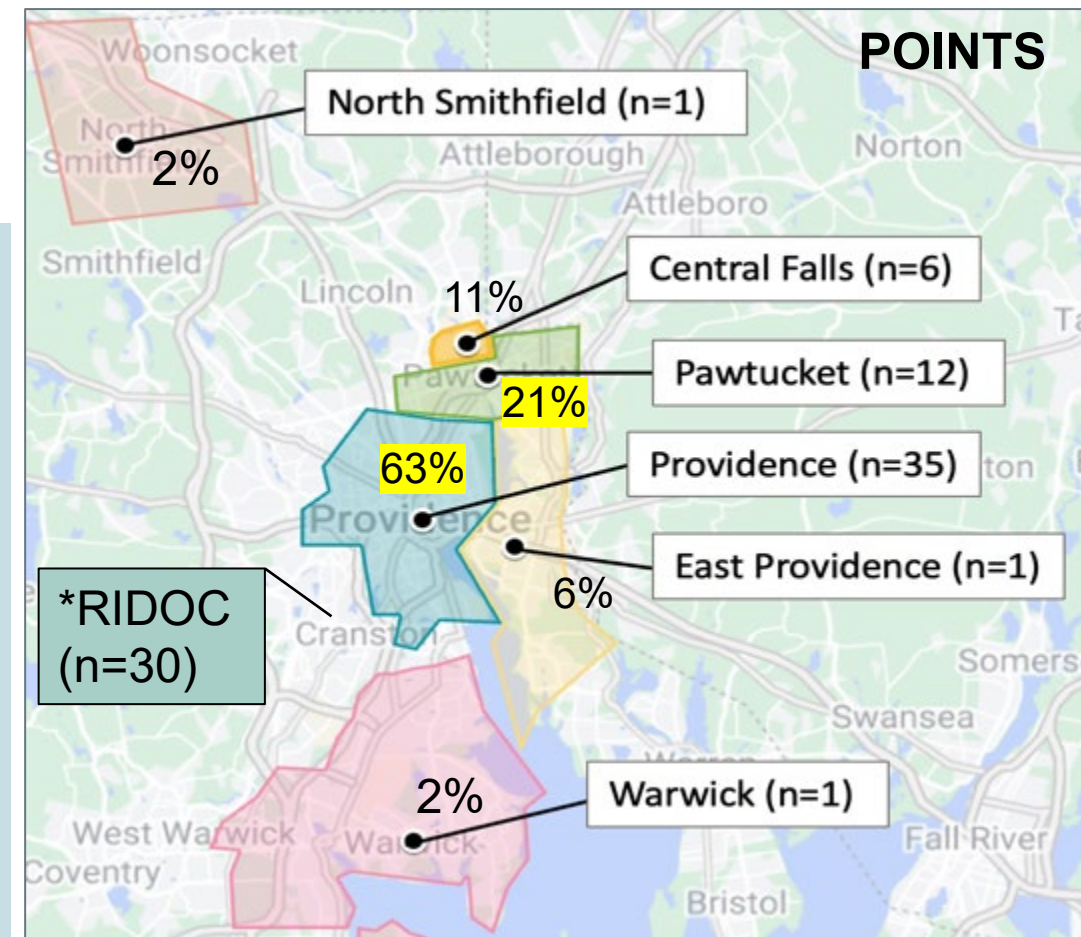 POINTS
Woonsocket
North Smithfield (n=1)
North
Smithfield
2%
Attleborough
Norton
Attleboro
Smithfield
Central Falls (n=6)
Lincoln
11%
Pawtucket (n=12)
21%
63%
Providence (n=35)
Providence
East Providence (n=1)
6%
*RIDOC
(n=30)
Cranston
Swansea
Warren
2%
Warwick (n=1)
West Warwick
Warwick
Fall River
Coventry
Bristol